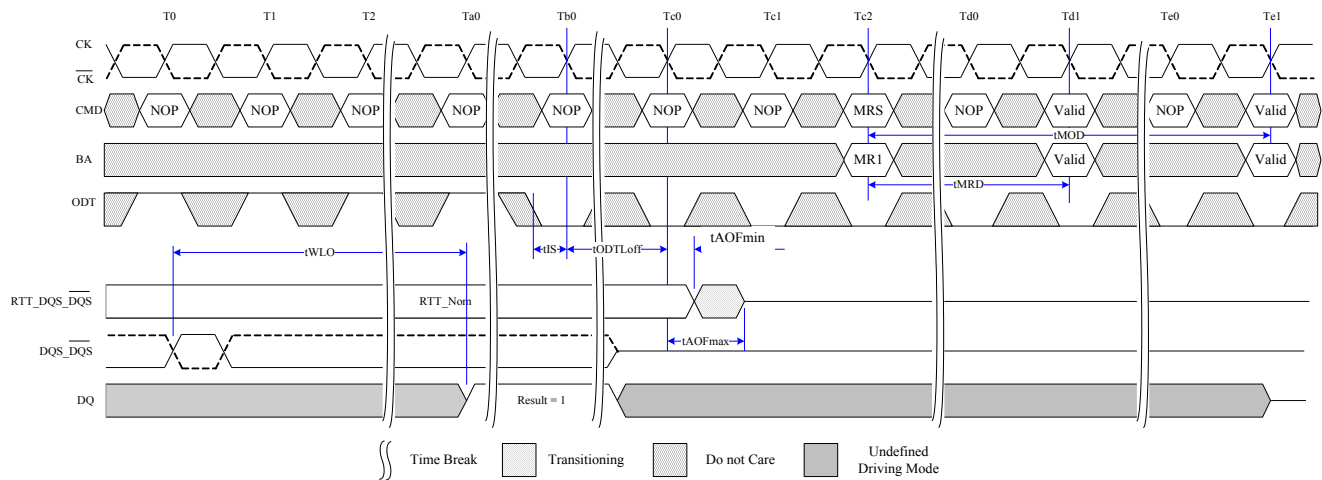 T0 T1 T2 Ta0 Tb0 Tc0 Tc1 Tc2 Td0 Td1 Te0 Te1
CK
CK
CMD NOP NOP NOP NOP NOP NOP NOP MRS NOP Valid NOP Valid
tMOD
BA MR1 Valid Valid
tMRD
ODT
tAOFmin
tWLO tIS tODTLoff
RTT_DQS_DQS RTT_Nom
tAOFmax
DQS_DQS
DQ Result = 1
Time Break Transitioning Do not Care Undefined
Driving Mode